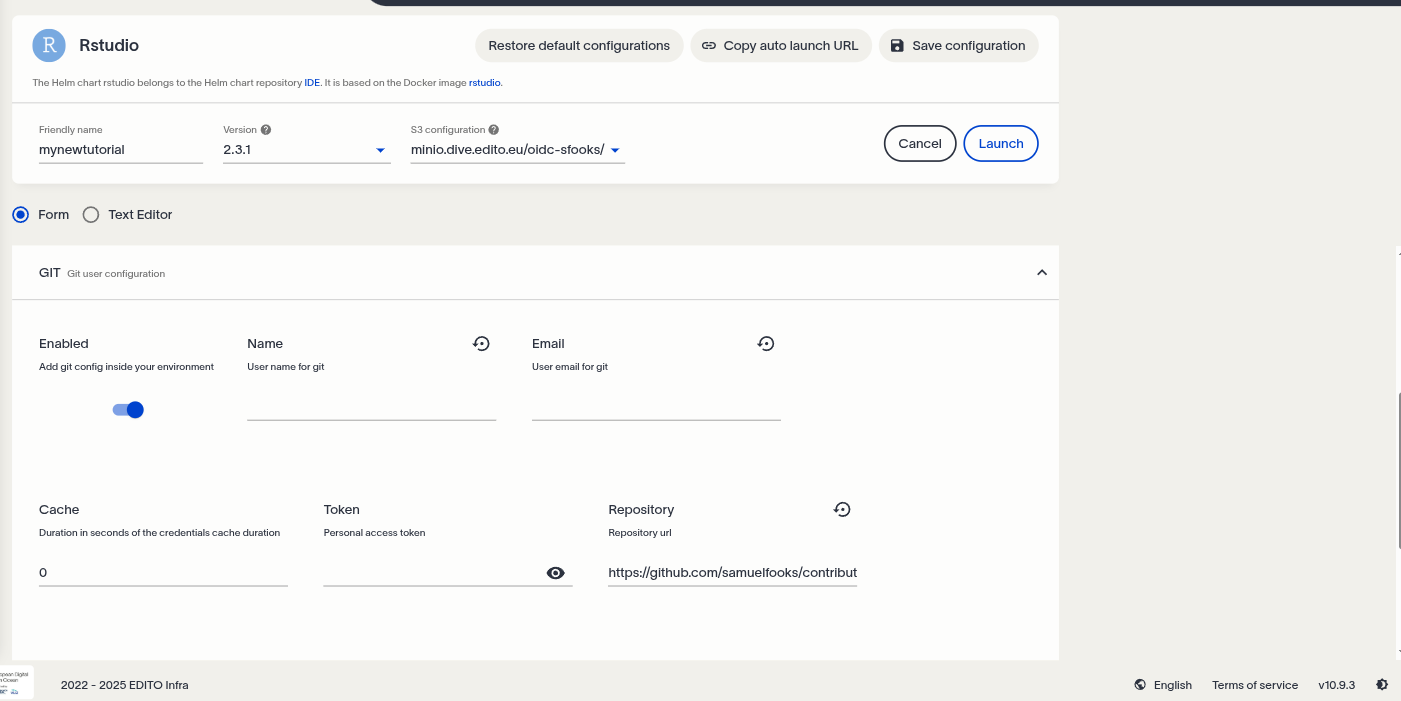 R Rstudio Restore default configurations Copy auto launch URL Save configuration
The Helm chart rstudio belongs to the Helm chart repository IDE. It is based on the Docker image rstudio.
Friendly name Version S3 configuration
mynewtutorial 2.3.1 minio.dive.edito.eu/oidc-sfooks/ Cancel Launch
Form Text Editor
GIT Git user configuration
Enabled Name Email
Add git config inside your environment User name for git User email for git
Cache Token Repository
Duration in seconds of the credentials cache duration Personal access token Repository url
0 https://github.com/samuelfooks/contribut
2022 - 2025 EDITO Infra English Terms of service v10.9.3